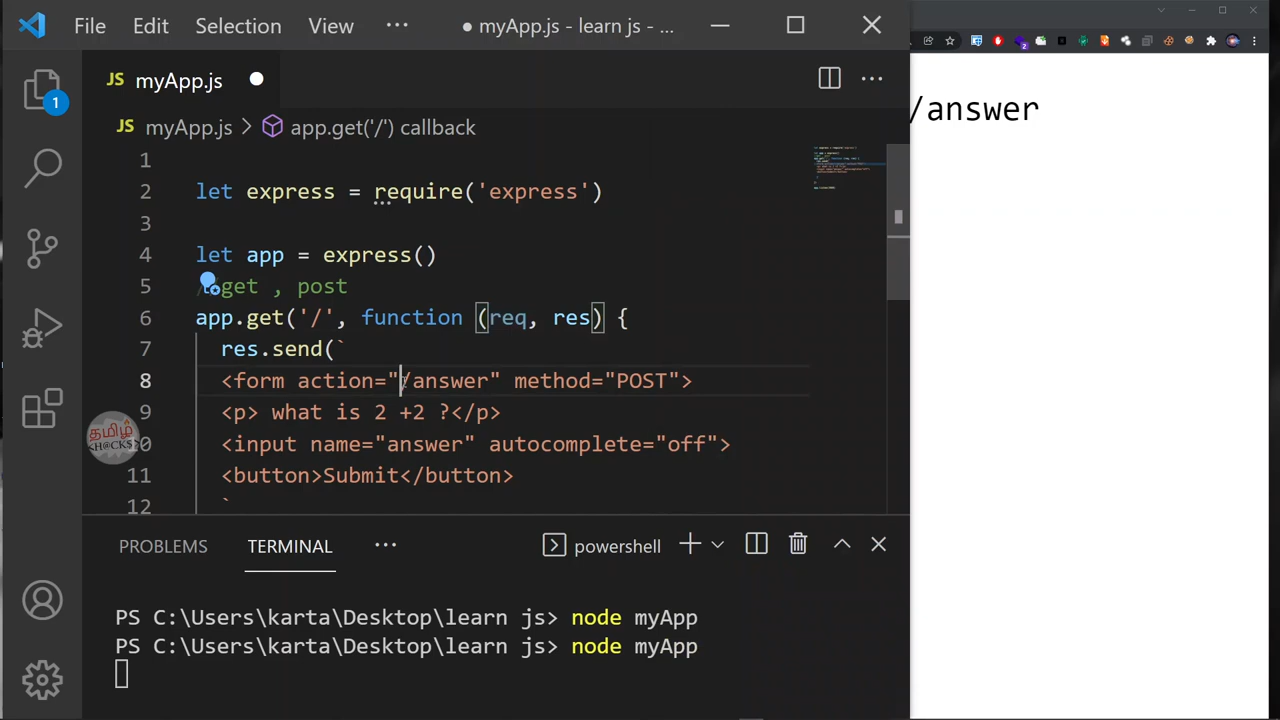 File Edit Selection View ··· ● myApp.js - learn js - ...
JS myApp.js ●
JS myApp.js > app.get('/') callback
1
2 let express = require('express')
3
4 let app = express()
5 get , post
6 app.get('/', function (req, res) {
7 res.send(`
8 <form action="/answer" method="POST">
9 <p> what is 2 +2 ?</p>
10 <input name="answer" autocomplete="off">
11 <button>Submit</button>
12 `
தமிழ்
<H@CK$>
1
PROBLEMS TERMINAL ··· powershell
PS C:\Users\karta\Desktop\learn js> node myApp
PS C:\Users\karta\Desktop\learn js> node myApp
/answer
2